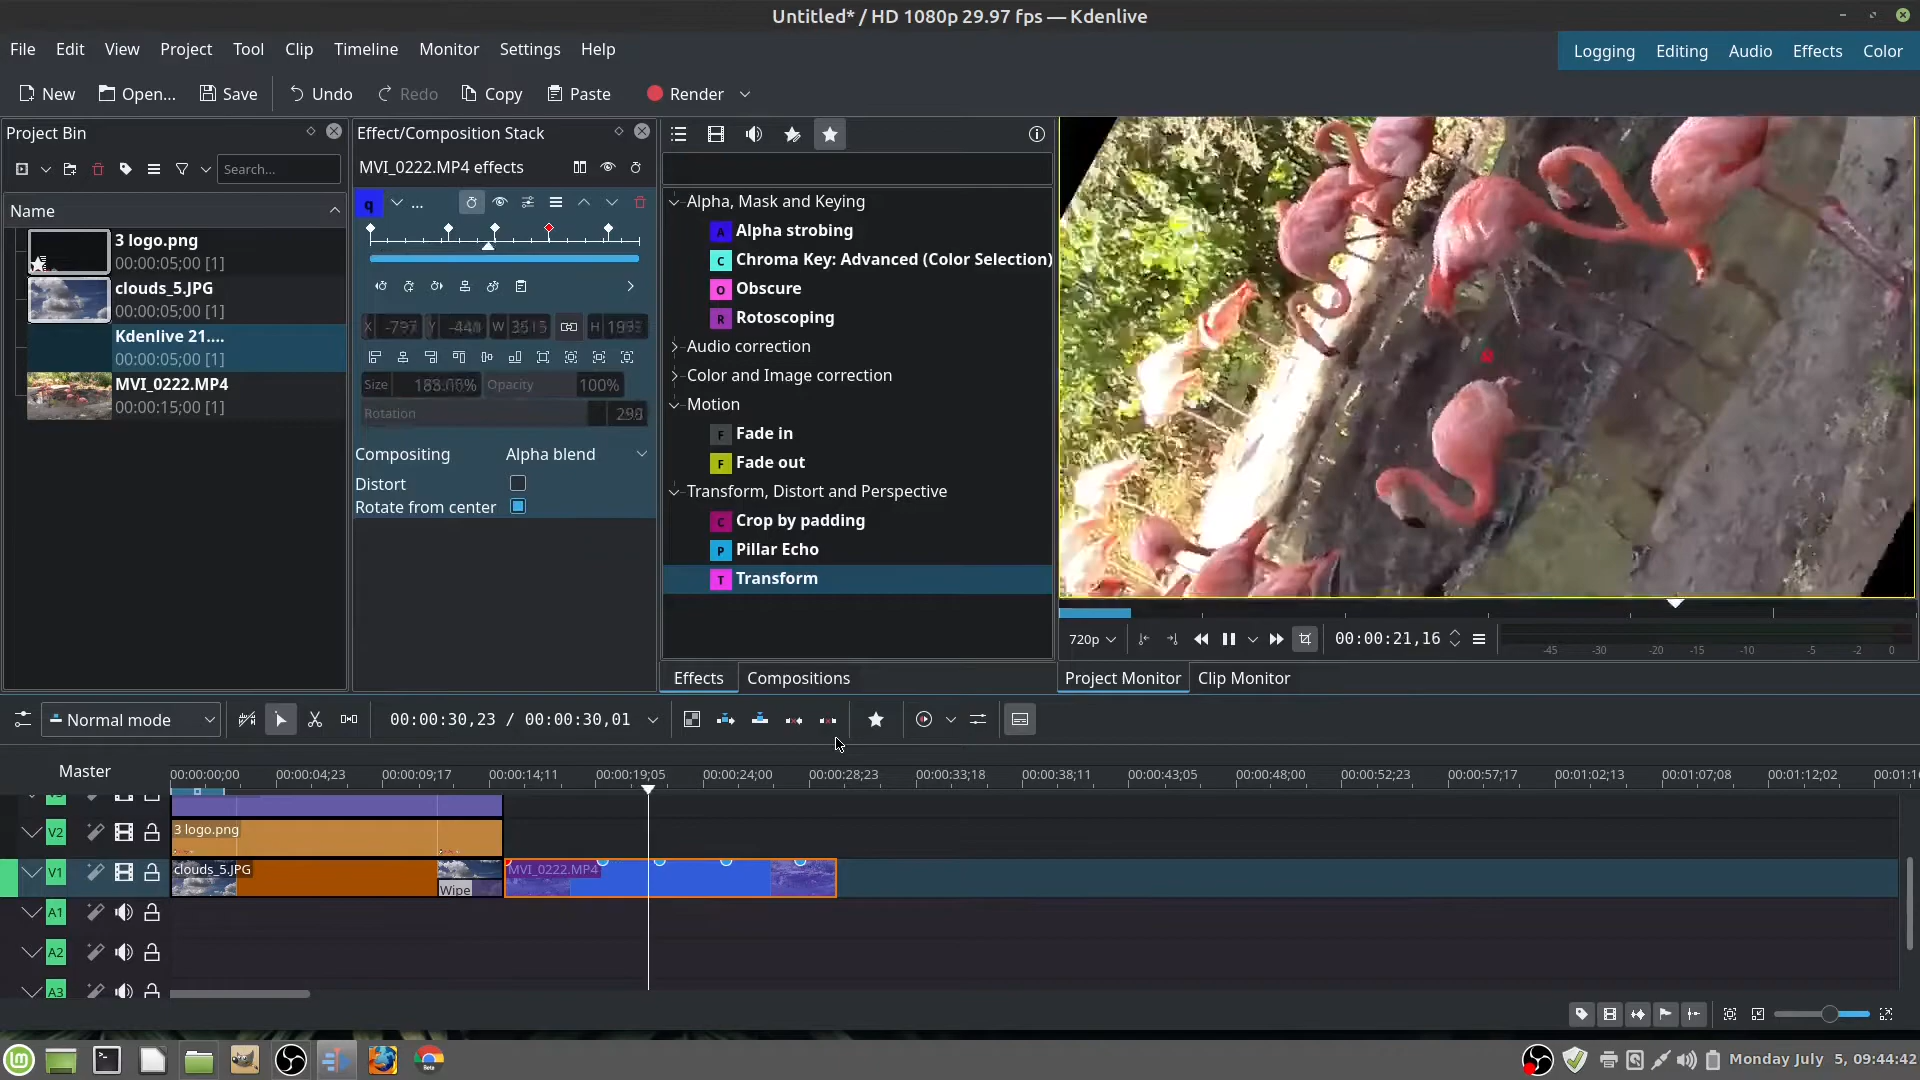 Untitled* / HD 1080p 29.97 fps — Kdenlive
File Edit View Project Tool Clip Timeline Monitor Settings Help
Logging Editing Audio Effects Color
New Open... Save Undo Redo Copy Paste Render
Project Bin
Search...
Name
3 logo.png
00:00:05;00 [1]
clouds_5.JPG
00:00:05;00 [1]
Kdenlive 21....
00:00:05;00 [1]
MVI_0222.MP4
00:00:15;00 [1]
Effect/Composition Stack
MVI_0222.MP4 effects
q ...
X Y W H
Size Opacity 100%
Rotation
Compositing Alpha blend
Distort
Rotate from center
Alpha, Mask and Keying
A Alpha strobing
C Chroma Key: Advanced (Color Selection)
O Obscure
R Rotoscoping
Audio correction
Color and Image correction
Motion
F Fade in
F Fade out
Transform, Distort and Perspective
C Crop by padding
P Pillar Echo
T Transform
Effects Compositions
720p 00:00:21,16
-45 -30 -20 -15 -10 -5 -2 0
Project Monitor Clip Monitor
Normal mode 00:00:30,23 / 00:00:30,01
Master
00:00:00;00 00:00:04;23 00:00:09;17 00:00:14;11 00:00:19;05 00:00:24;00 00:00:28;23 00:00:33;18 00:00:38;11 00:00:43;05 00:00:48;00 00:00:52;23 00:00:57;17 00:01:02;13 00:01:07;08 00:01:12;02
V2 3 logo.png
V1 clouds_5.JPG Wipe MVI_0222.MP4
A1
A2
A3
Monday July 5, 09:44:42